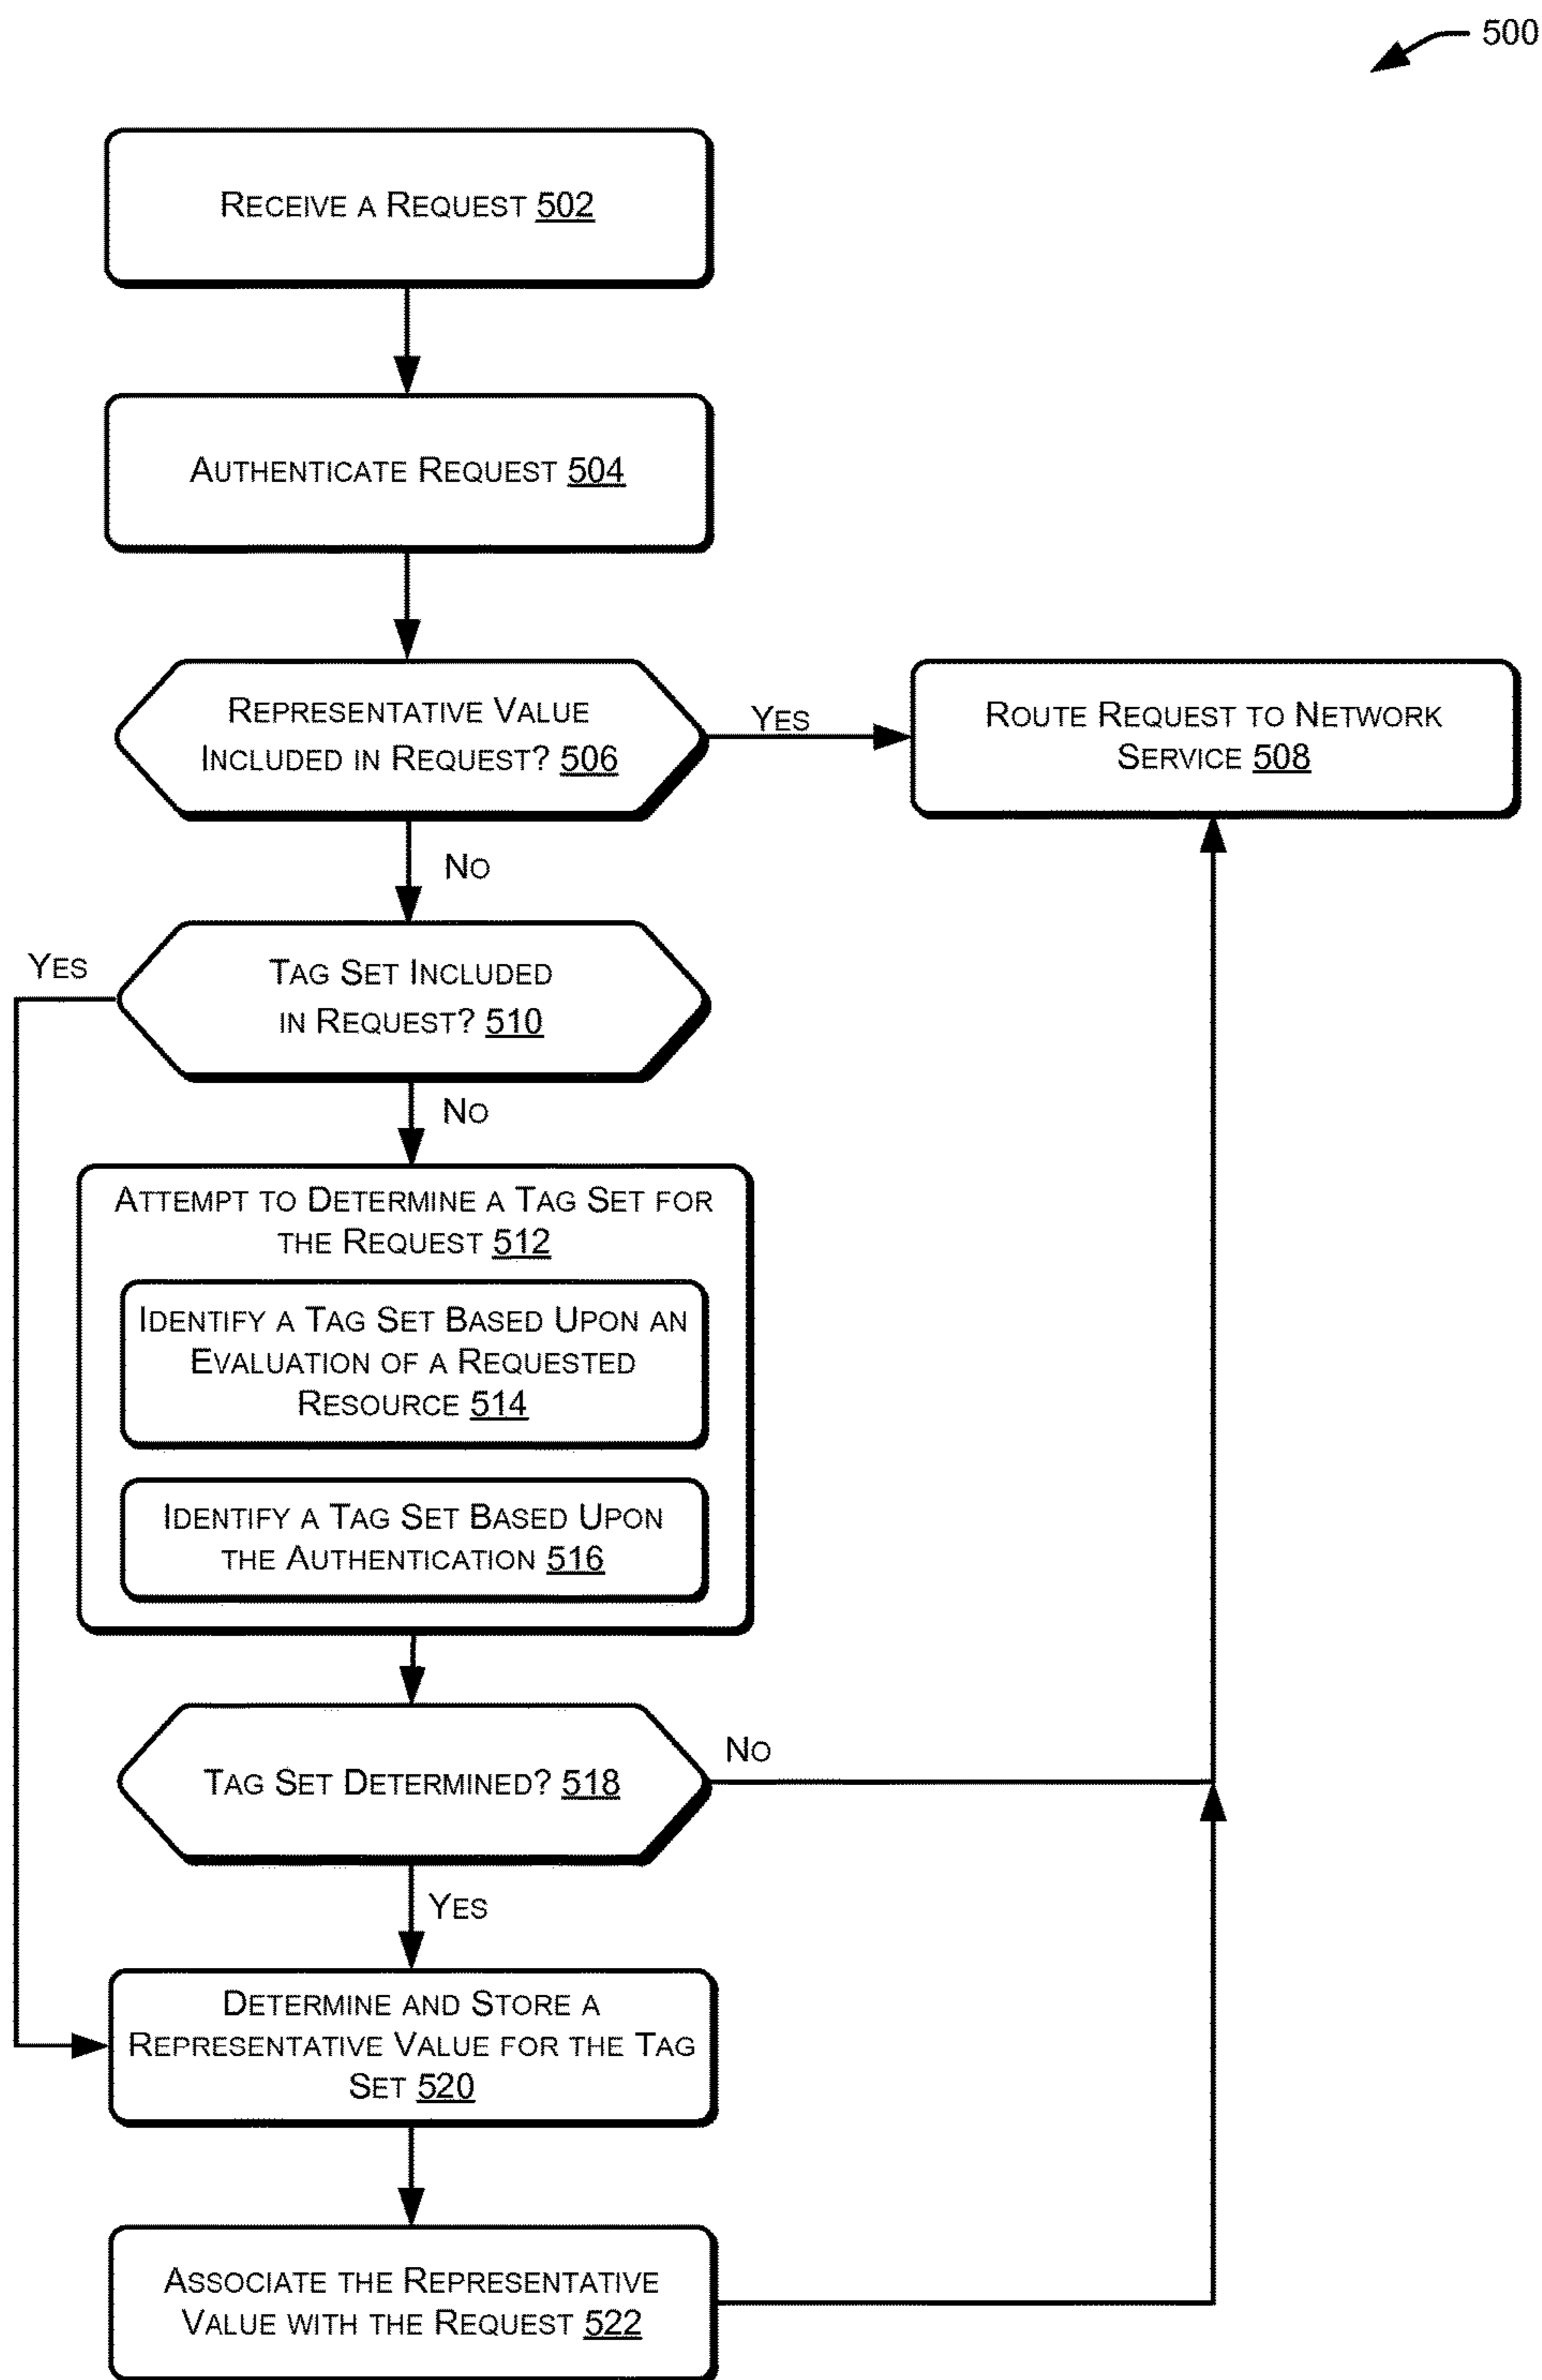 500
Receive a Request 502
Authenticate Request 504
Representative Value
Included in Request? 506
Yes
Route Request to Network
Service 508
No
Yes
Tag Set Included
in Request? 510
No
Attempt to Determine a Tag Set for
the Request 512
Identify a Tag Set Based Upon an
Evaluation of a Requested
Resource 514
Identify a Tag Set Based Upon
the Authentication 516
No
Tag Set Determined? 518
Yes
Determine and Store a
Representative Value for the Tag
Set 520
Associate the Representative
Value with the Request 522